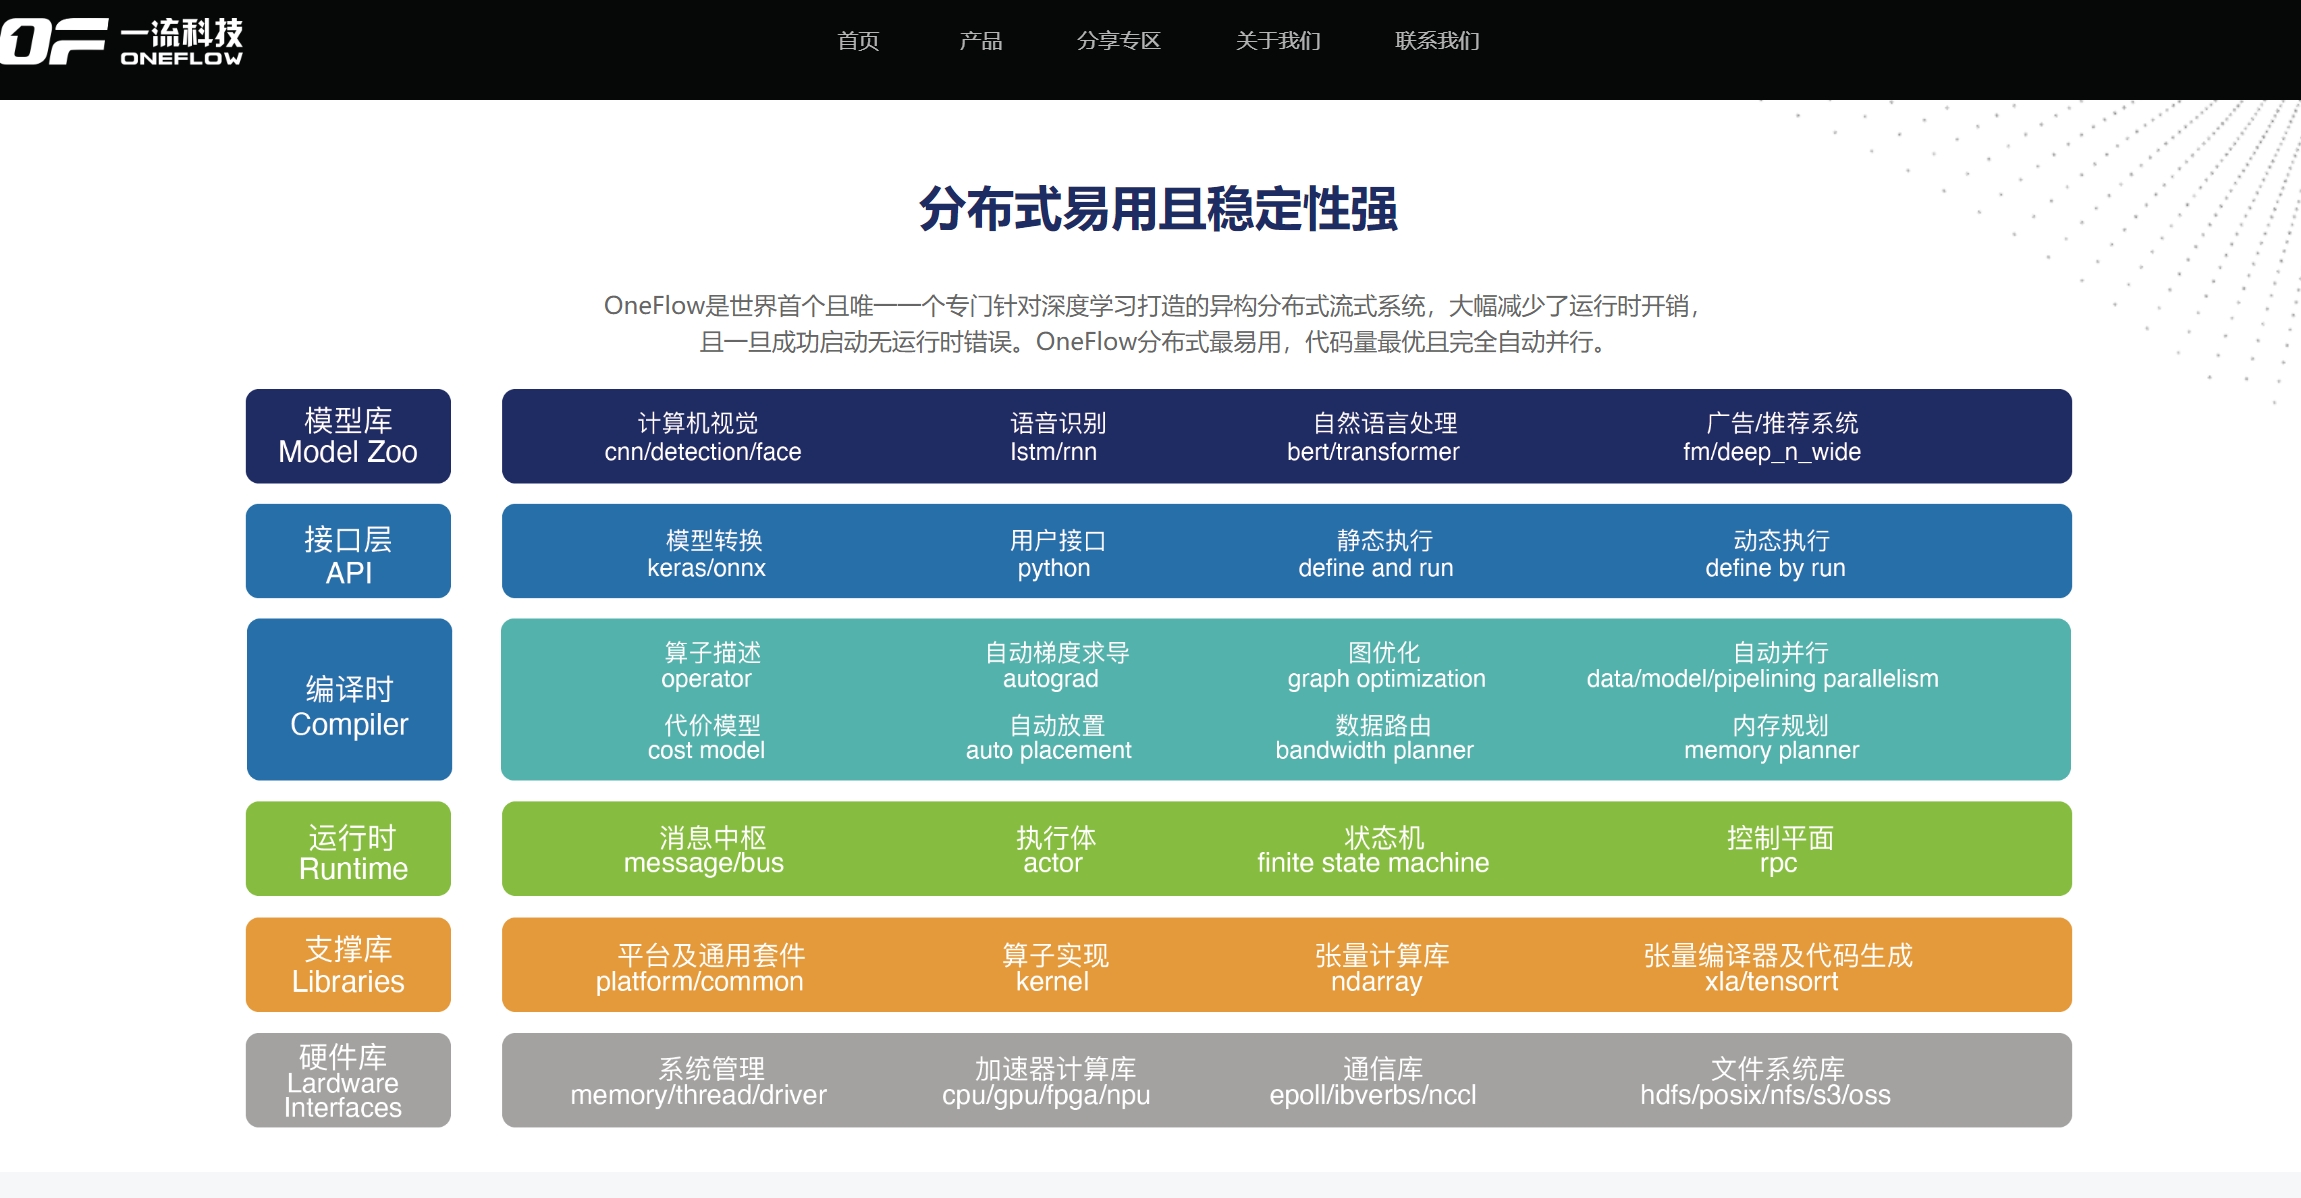 OF 一流科技
ONEFLOW
首页 产品 分享专区 关于我们 联系我们
分布式易用且稳定性强
OneFlow是世界首个且唯一一个专门针对深度学习打造的异构分布式流式系统，大幅减少了运行时开销，
且一旦成功启动无运行时错误。OneFlow分布式最易用，代码量最优且完全自动并行。
模型库
Model Zoo
计算机视觉 语音识别 自然语言处理 广告/推荐系统
cnn/detection/face lstm/rnn bert/transformer fm/deep_n_wide
接口层
API
模型转换 用户接口 静态执行 动态执行
keras/onnx python define and run define by run
编译时
Compiler
算子描述 自动梯度求导 图优化 自动并行
operator autograd graph optimization data/model/pipelining parallelism
代价模型 自动放置 数据路由 内存规划
cost model auto placement bandwidth planner memory planner
运行时
Runtime
消息中枢 执行体 状态机 控制平面
message/bus actor finite state machine rpc
支撑库
Libraries
平台及通用套件 算子实现 张量计算库 张量编译器及代码生成
platform/common kernel ndarray xla/tensorrt
硬件库
Lardware
Interfaces
系统管理 加速器计算库 通信库 文件系统库
memory/thread/driver cpu/gpu/fpga/npu epoll/ibverbs/nccl hdfs/posix/nfs/s3/oss